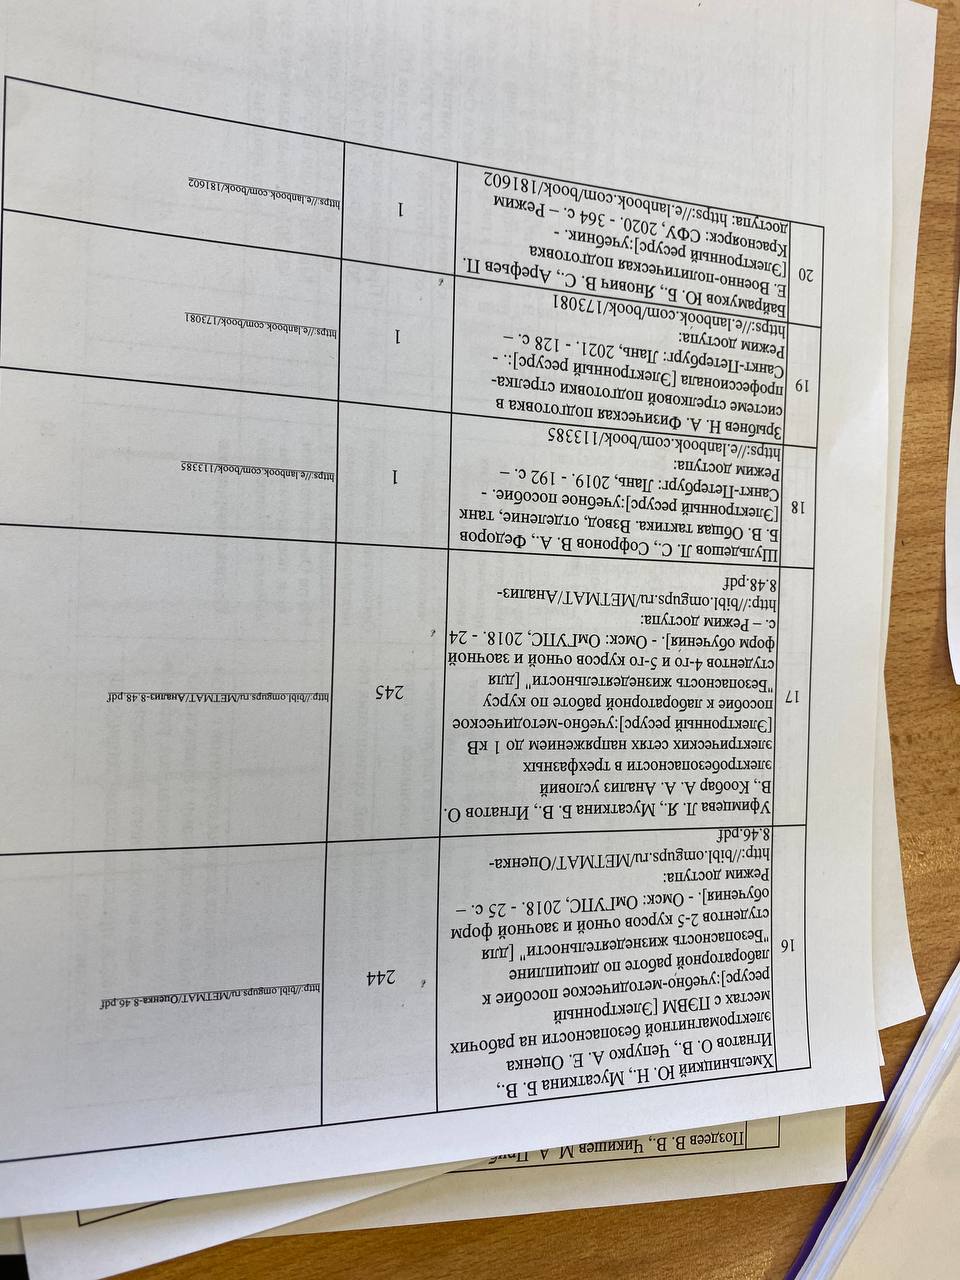 Поздеев В. В., Чикишев М. А.
16
Хмельницкий Ю. Н., Мусаткина Б. В.,
Игнатов О. В., Чепурко А. Е. Оценка
электромагнитной безопасности на рабочих
местах с ПЭВМ [Электронный
ресурс]:учебно-методическое пособие к
лабораторной работе по дисциплине
"Безопасность жизнедеятельности" [для
студентов 2-5 курсов очной и заочной форм
обучения]. - Омск: ОмГУПС, 2018. - 25 с. –
Режим доступа:
http://bibl.omgups.ru/МЕТМАТ/Оценка-
8.46.pdf
244
http://bibl.omgups.ru/МЕТМАТ/Оценка-8.46.pdf
17
Уфимцева Л. Я., Мусаткина Б. В., Игнатов О.
В., Кообар А. А. Анализ условий
электробезопасности в трехфазных
электрических сетях напряжением до 1 кВ
[Электронный ресурс]:учебно-методическое
пособие к лабораторной работе по курсу
"Безопасность жизнедеятельности" [для
студентов 4-го и 5-го курсов очной и заочной
форм обучения]. - Омск: ОмГУПС, 2018. - 24
с. – Режим доступа:
http://bibl.omgups.ru/МЕТМАТ/Анализ-
8.48.pdf
245
http://bibl.omgups.ru/МЕТМАТ/Анализ-8.48.pdf
18
Шульдешов Л. С., Софронов В. А., Федоров
Б. В. Общая тактика. Взвод, отделение, танк
[Электронный ресурс]:учебное пособие. -
Санкт-Петербург: Лань, 2019. - 192 с. –
Режим доступа:
https://e.lanbook.com/book/113385
1
https://e.lanbook.com/book/113385
19
Зрыбнев Н. А. Физическая подготовка в
системе стрелковой подготовки стрелка-
профессионала [Электронный ресурс]:. -
Санкт-Петербург: Лань, 2021. - 128 с. –
Режим доступа:
https://e.lanbook.com/book/173081
1
https://e.lanbook.com/book/173081
20
Байрамуков Ю. Б., Янович В. С., Арефьев П.
Е. Военно-политическая подготовка
[Электронный ресурс]:учебник. -
Красноярск: СФУ, 2020. - 364 с. – Режим
доступа: https://e.lanbook.com/book/181602
1
https://e.lanbook.com/book/181602